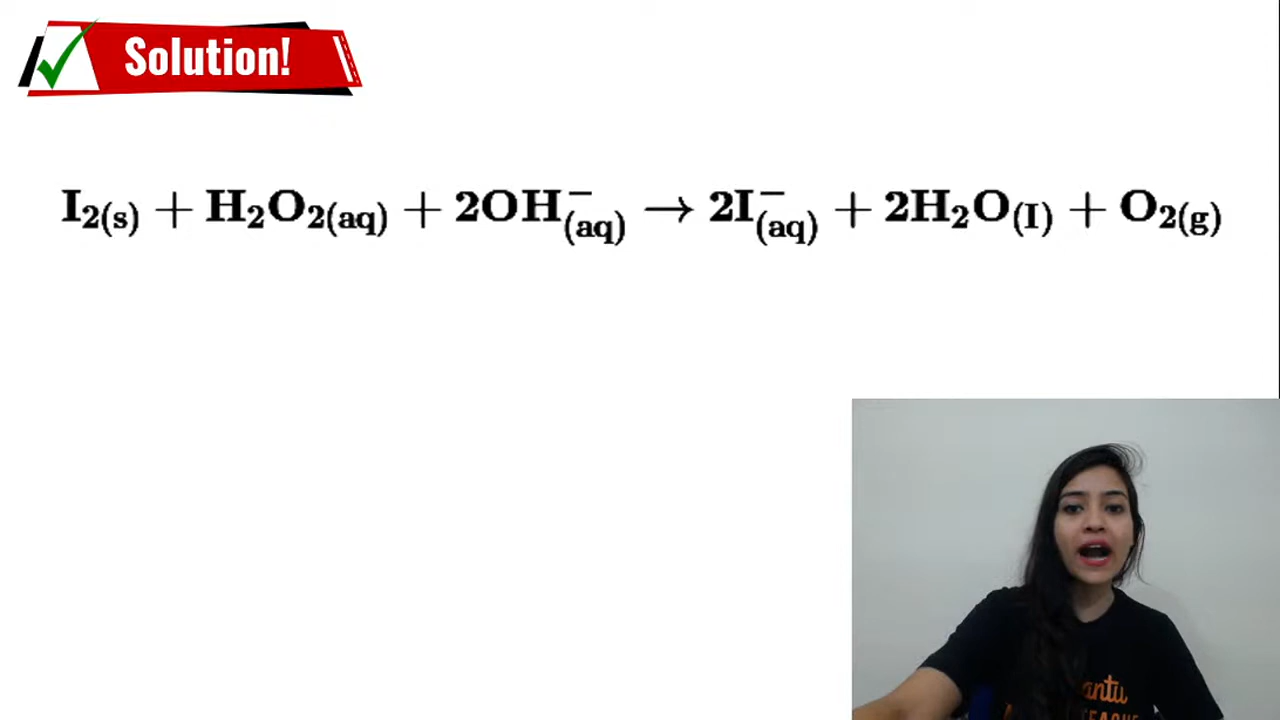 Solution!
I₂₍ₛ₎ + H₂O₂(aq) + 2OH⁻(aq) → 2I⁻(aq) + 2H₂O(I) + O₂(g)